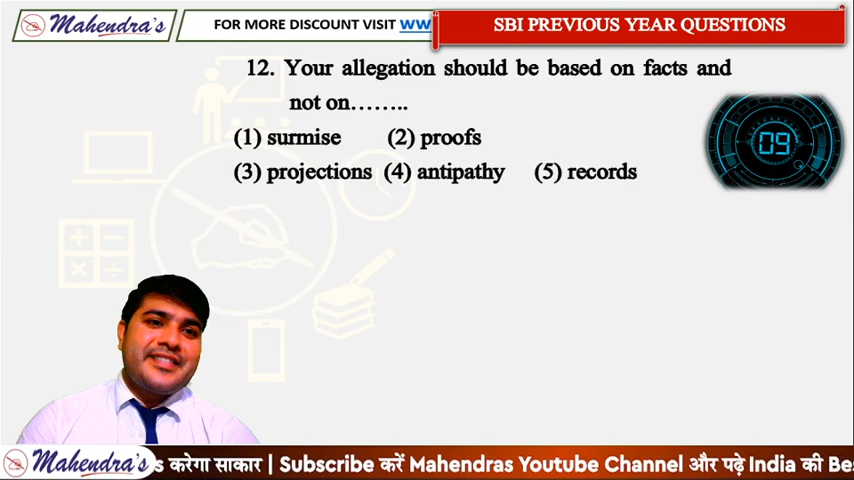 Mahendra's
FOR MORE DISCOUNT VISIT WW
SBI PREVIOUS YEAR QUESTIONS
12. Your allegation should be based on facts and
not on........
(1) surmise (2) proofs
(3) projections (4) antipathy (5) records
09
Mahendra's
s करेगा साकार | Subscribe करें Mahendras Youtube Channel और पढ़े India की Bes